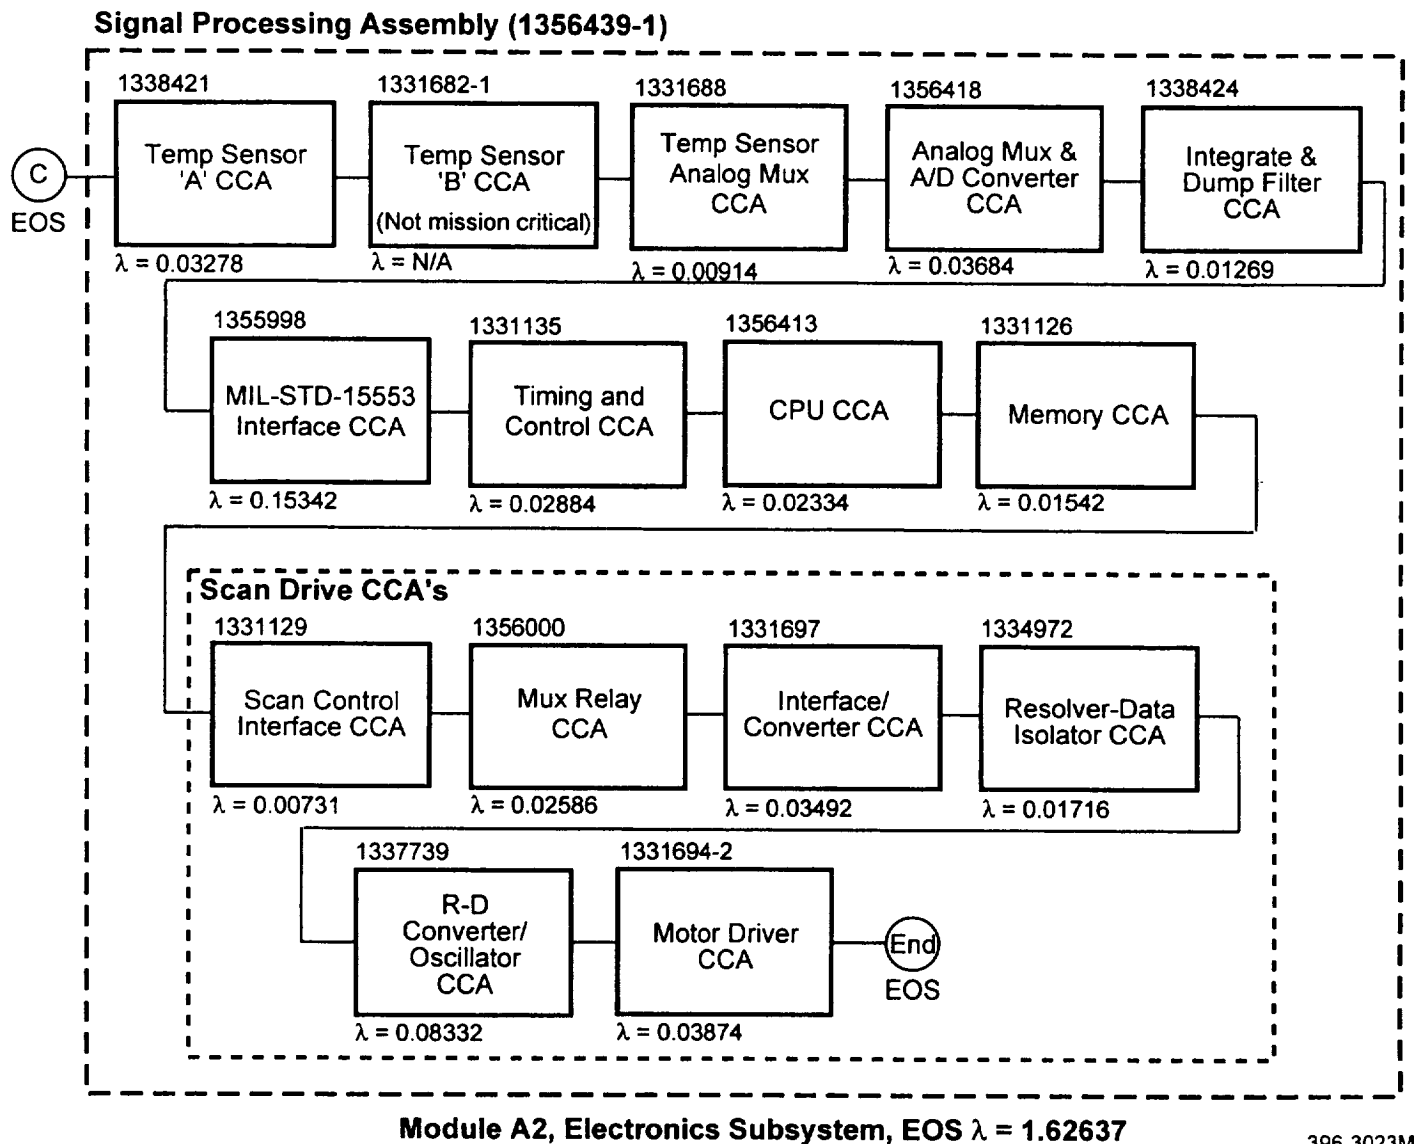 Signal Processing Assembly (1356439-1)
C
EOS
1338421
Temp Sensor
'A' CCA
λ = 0.03278
1331682-1
Temp Sensor
'B' CCA
(Not mission critical)
λ = N/A
1331688
Temp Sensor
Analog Mux
CCA
λ = 0.00914
1356418
Analog Mux &
A/D Converter
CCA
λ = 0.03684
1338424
Integrate &
Dump Filter
CCA
λ = 0.01269
1355998
MIL-STD-15553
Interface CCA
λ = 0.15342
1331135
Timing and
Control CCA
λ = 0.02884
1356413
CPU CCA
λ = 0.02334
1331126
Memory CCA
λ = 0.01542
Scan Drive CCA's
1331129
Scan Control
Interface CCA
λ = 0.00731
1356000
Mux Relay
CCA
λ = 0.02586
1331697
Interface/
Converter CCA
λ = 0.03492
1334972
Resolver-Data
Isolator CCA
λ = 0.01716
1337739
R-D
Converter/
Oscillator
CCA
λ = 0.08332
1331694-2
Motor Driver
CCA
λ = 0.03874
End
EOS
Module A2, Electronics Subsystem, EOS λ = 1.62637
396-3023M